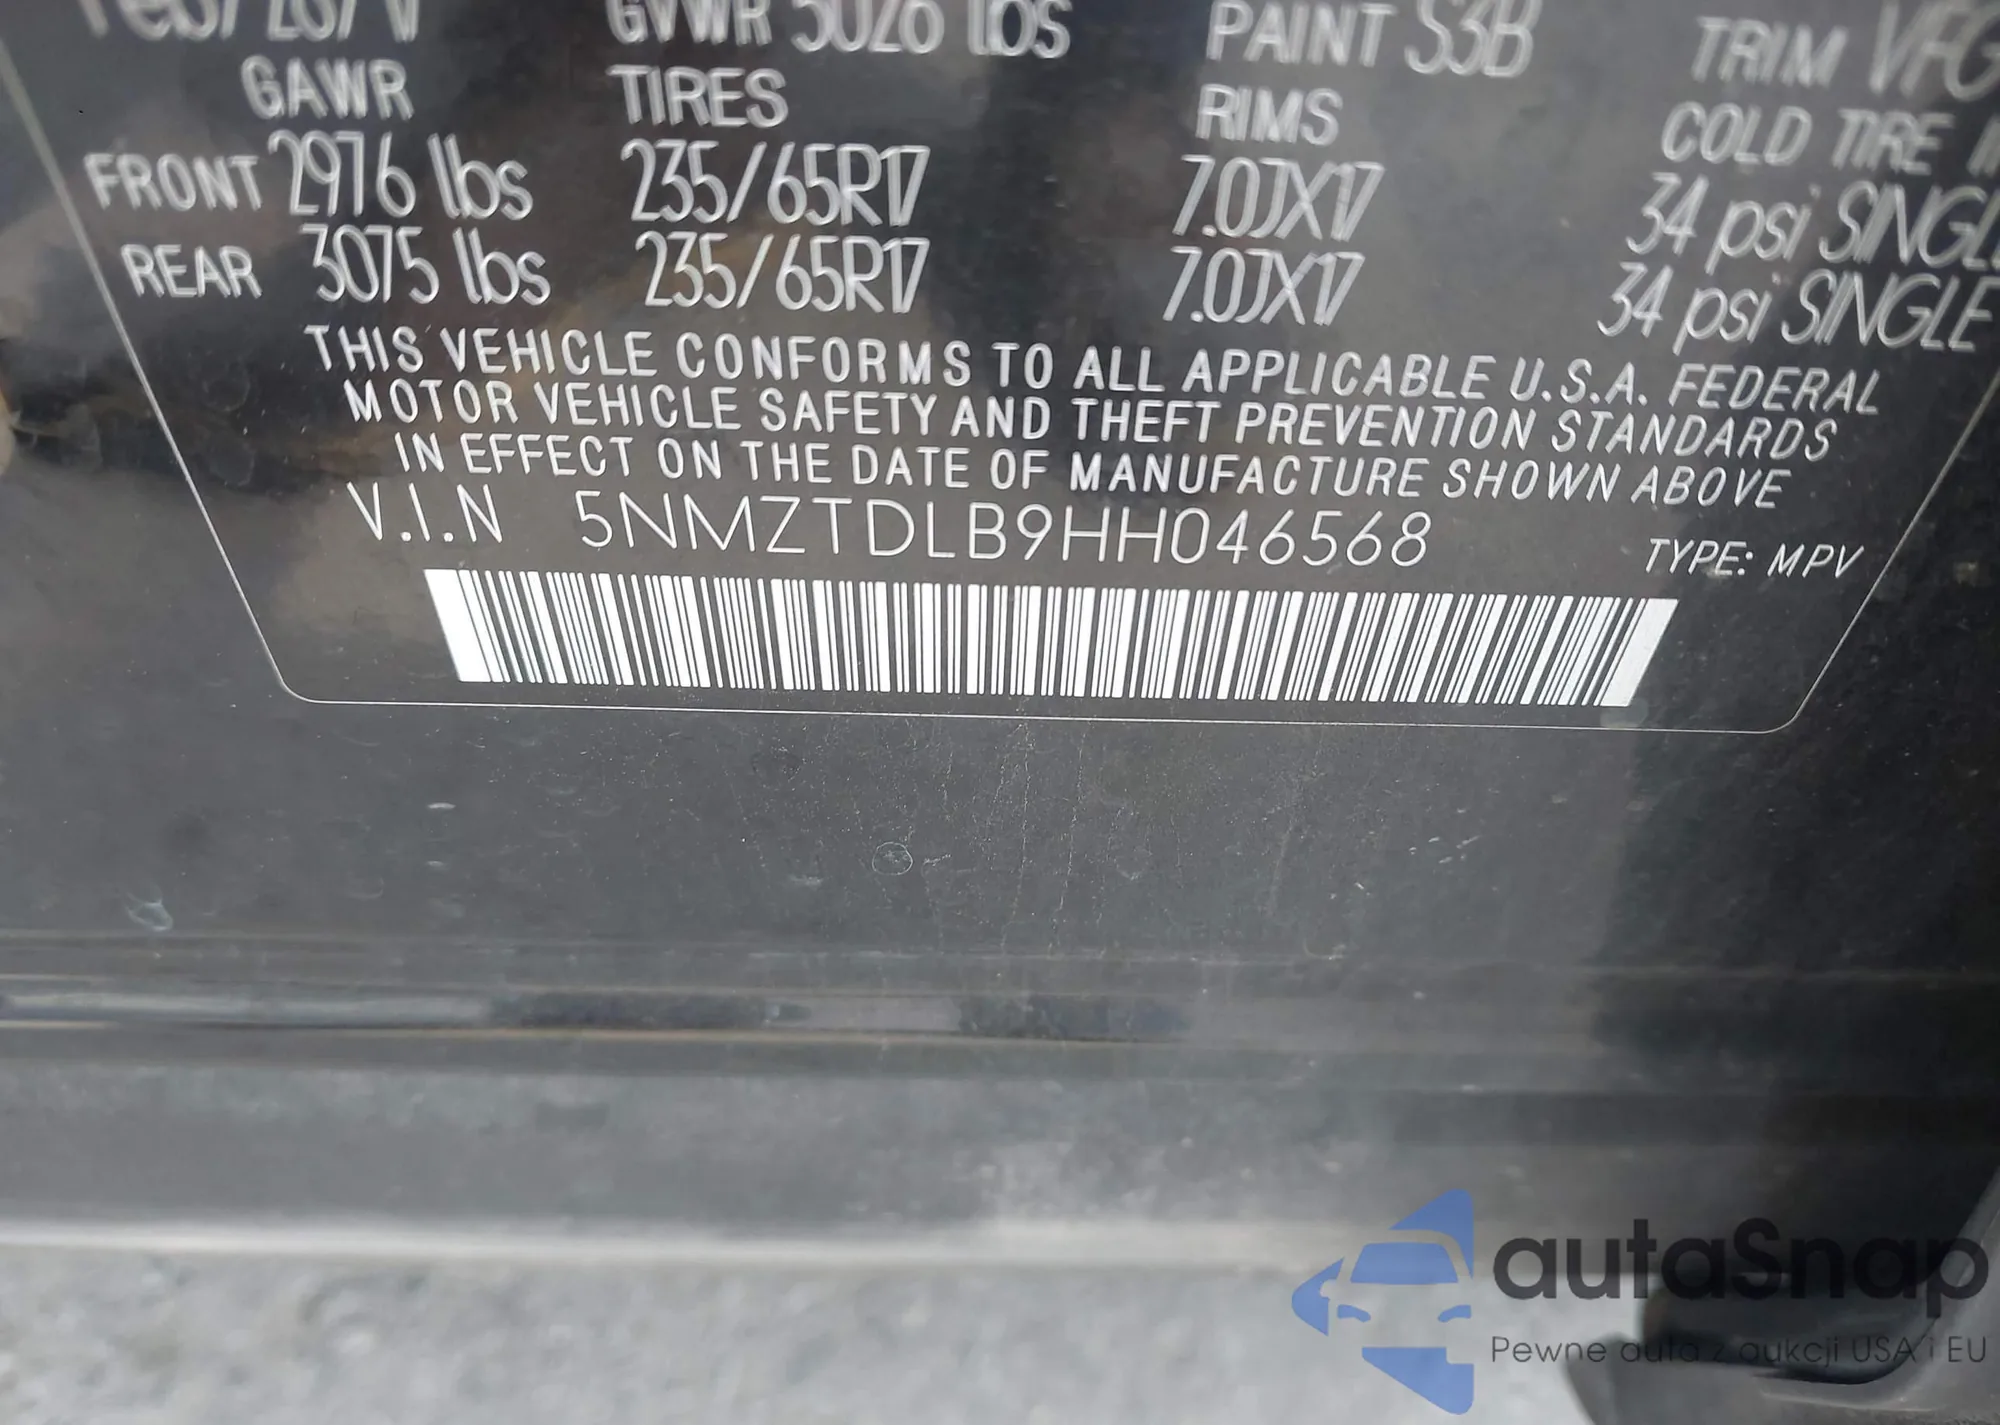 GVWR 5026 lbs PAINT S3B TRIM VFG
GAWR TIRES RIMS COLD TIRE
FRONT 2976 lbs 235/65R17 7.0JX17 34 psi SINGLE
REAR 3075 lbs 235/65R17 7.0JX17 34 psi SINGLE
THIS VEHICLE CONFORMS TO ALL APPLICABLE U.S.A. FEDERAL
MOTOR VEHICLE SAFETY AND THEFT PREVENTION STANDARDS
IN EFFECT ON THE DATE OF MANUFACTURE SHOWN ABOVE
V.I.N 5NMZTDLB9HH046568 TYPE: MPV
autaSnap
Pewne auta z aukcji USA i EU